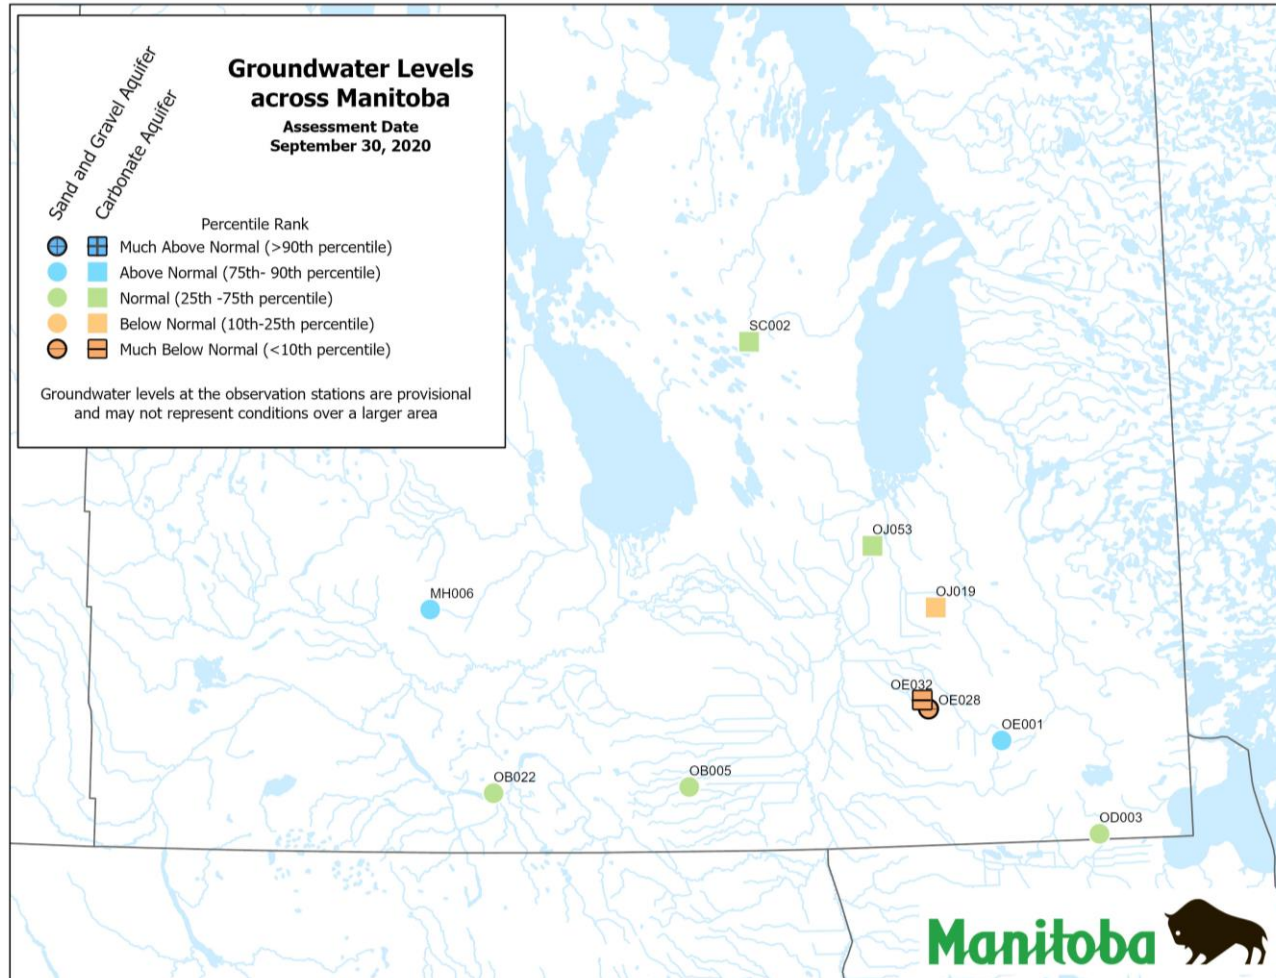 Sand and Gravel Aquifer
Carbonate Aquifer
Groundwater Levels
across Manitoba
Assessment Date
September 30, 2020
Percentile Rank
Much Above Normal (>90th percentile)
Above Normal (75th- 90th percentile)
Normal (25th -75th percentile)
Below Normal (10th-25th percentile)
Much Below Normal (<10th percentile)
Groundwater levels at the observation stations are provisional
and may not represent conditions over a larger area
SC002
OJ053
MH006
OJ019
OE032
OE028
OE001
OB005
OB022
OD003
Manitoba